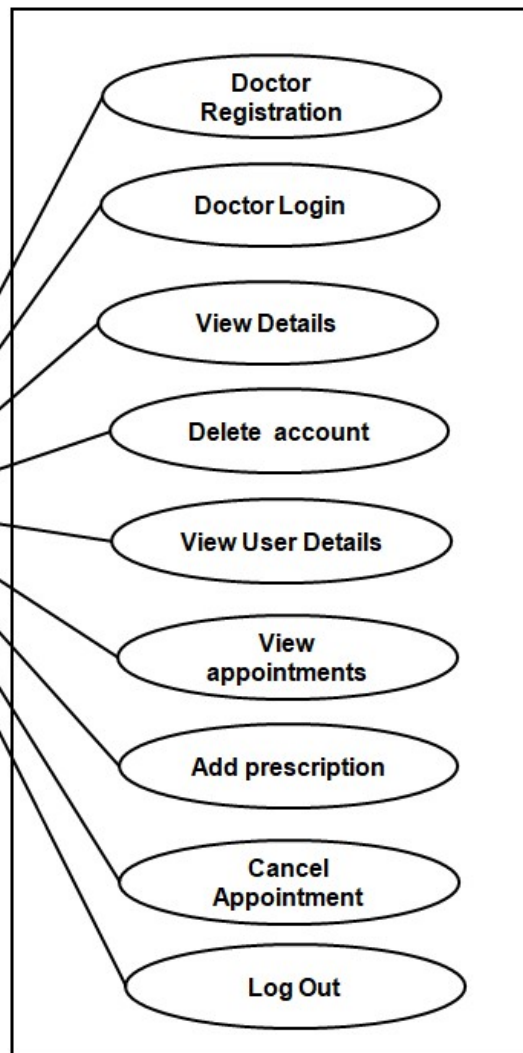 Doctor
Registration
Doctor Login
View Details
Delete account
View User Details
View
appointments
Add prescription
Cancel
Appointment
Log Out